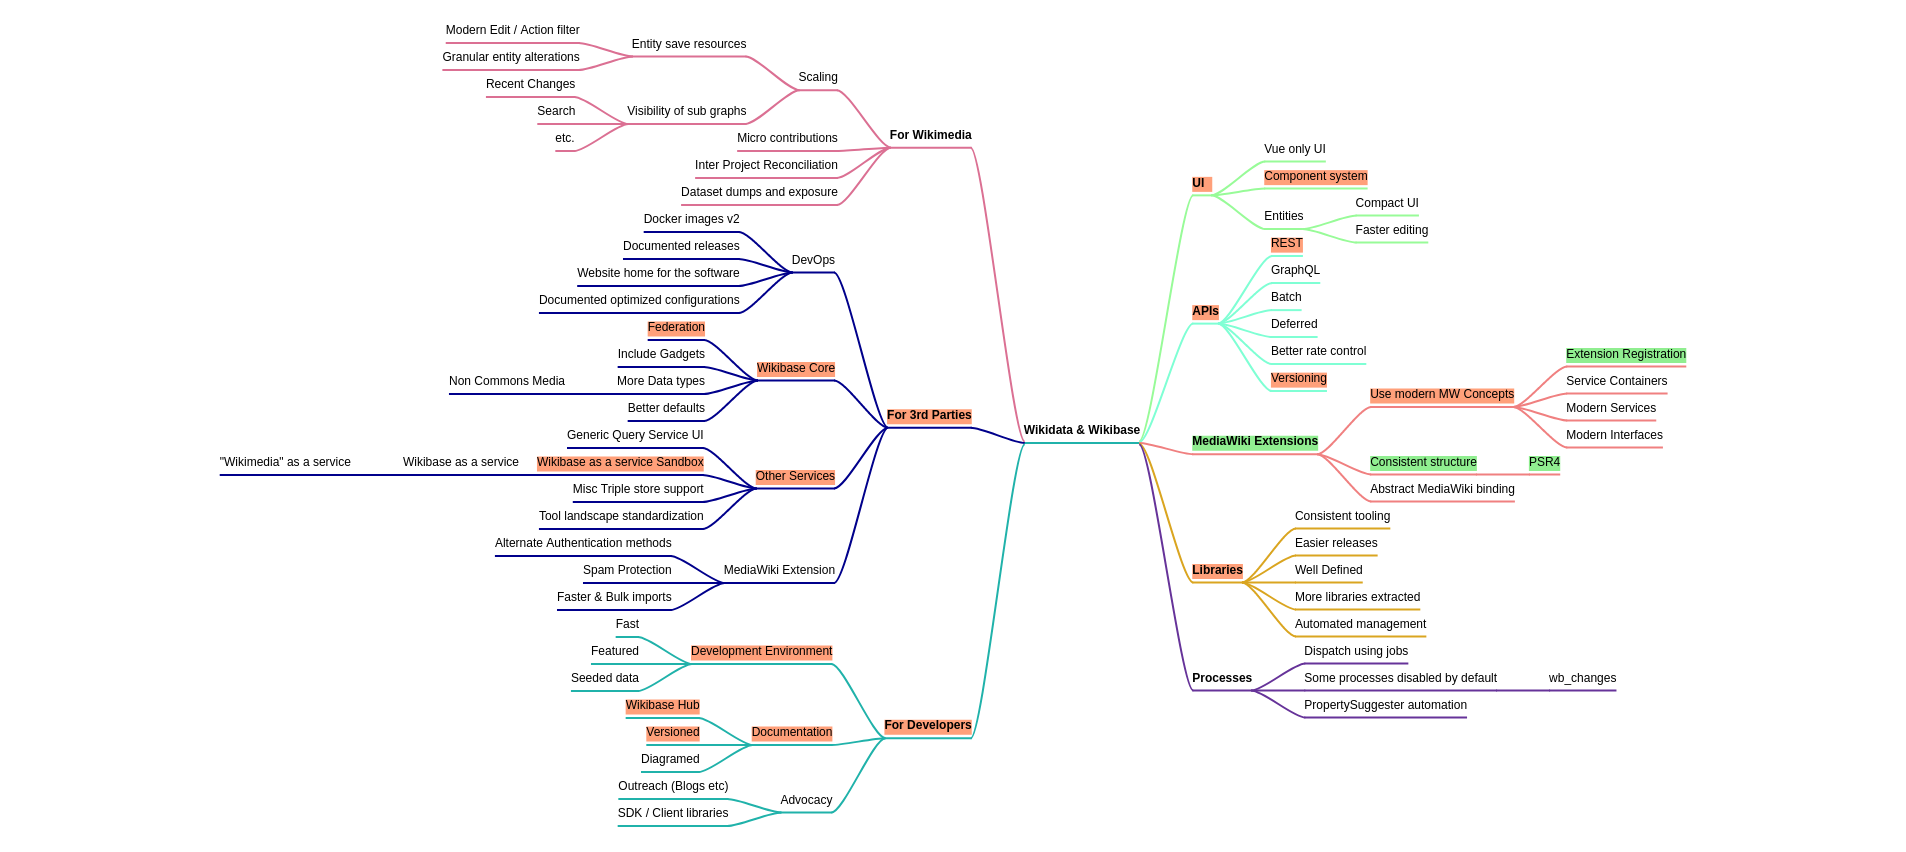 Modern Edit / Action filter
Granular entity alterations
Entity save resources
Recent Changes
Search
etc.
Visibility of sub graphs
Scaling
Micro contributions
Inter Project Reconciliation
Dataset dumps and exposure
For Wikimedia
Docker images v2
Documented releases
Website home for the software
Documented optimized configurations
DevOps
Federation
Include Gadgets
Non Commons Media
More Data types
Better defaults
Wikibase Core
Generic Query Service UI
"Wikimedia" as a service
Wikibase as a service
Wikibase as a service Sandbox
Misc Triple store support
Tool landscape standardization
Other Services
Alternate Authentication methods
Spam Protection
Faster & Bulk imports
MediaWiki Extension
For 3rd Parties
Fast
Featured
Seeded data
Development Environment
Wikibase Hub
Versioned
Diagramed
Documentation
Outreach (Blogs etc)
SDK / Client libraries
Advocacy
For Developers
Wikidata & Wikibase
UI
Vue only UI
Component system
Entities
Compact UI
Faster editing
APIs
REST
GraphQL
Batch
Deferred
Better rate control
Versioning
MediaWiki Extensions
Use modern MW Concepts
Extension Registration
Service Containers
Modern Services
Modern Interfaces
Consistent structure
PSR4
Abstract MediaWiki binding
Libraries
Consistent tooling
Easier releases
Well Defined
More libraries extracted
Automated management
Processes
Dispatch using jobs
Some processes disabled by default
wb_changes
PropertySuggester automation